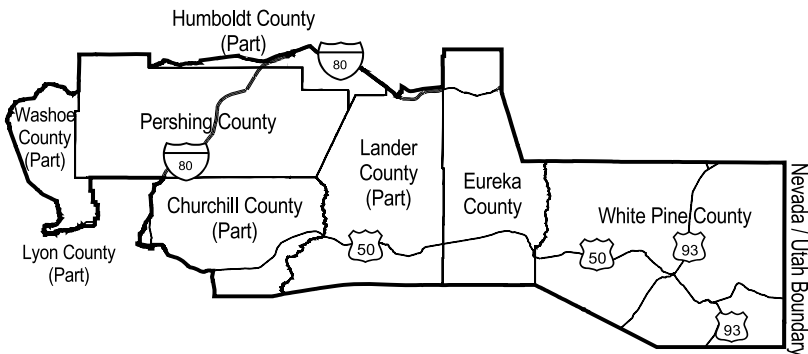 Humboldt County
(Part)
80
Washoe
County
(Part)
Pershing County
80
Lander
County
(Part)
Eureka
County
Churchill County
(Part)
White Pine County
Lyon County
(Part)
50
50
93
93
Nevada / Utah Boundary